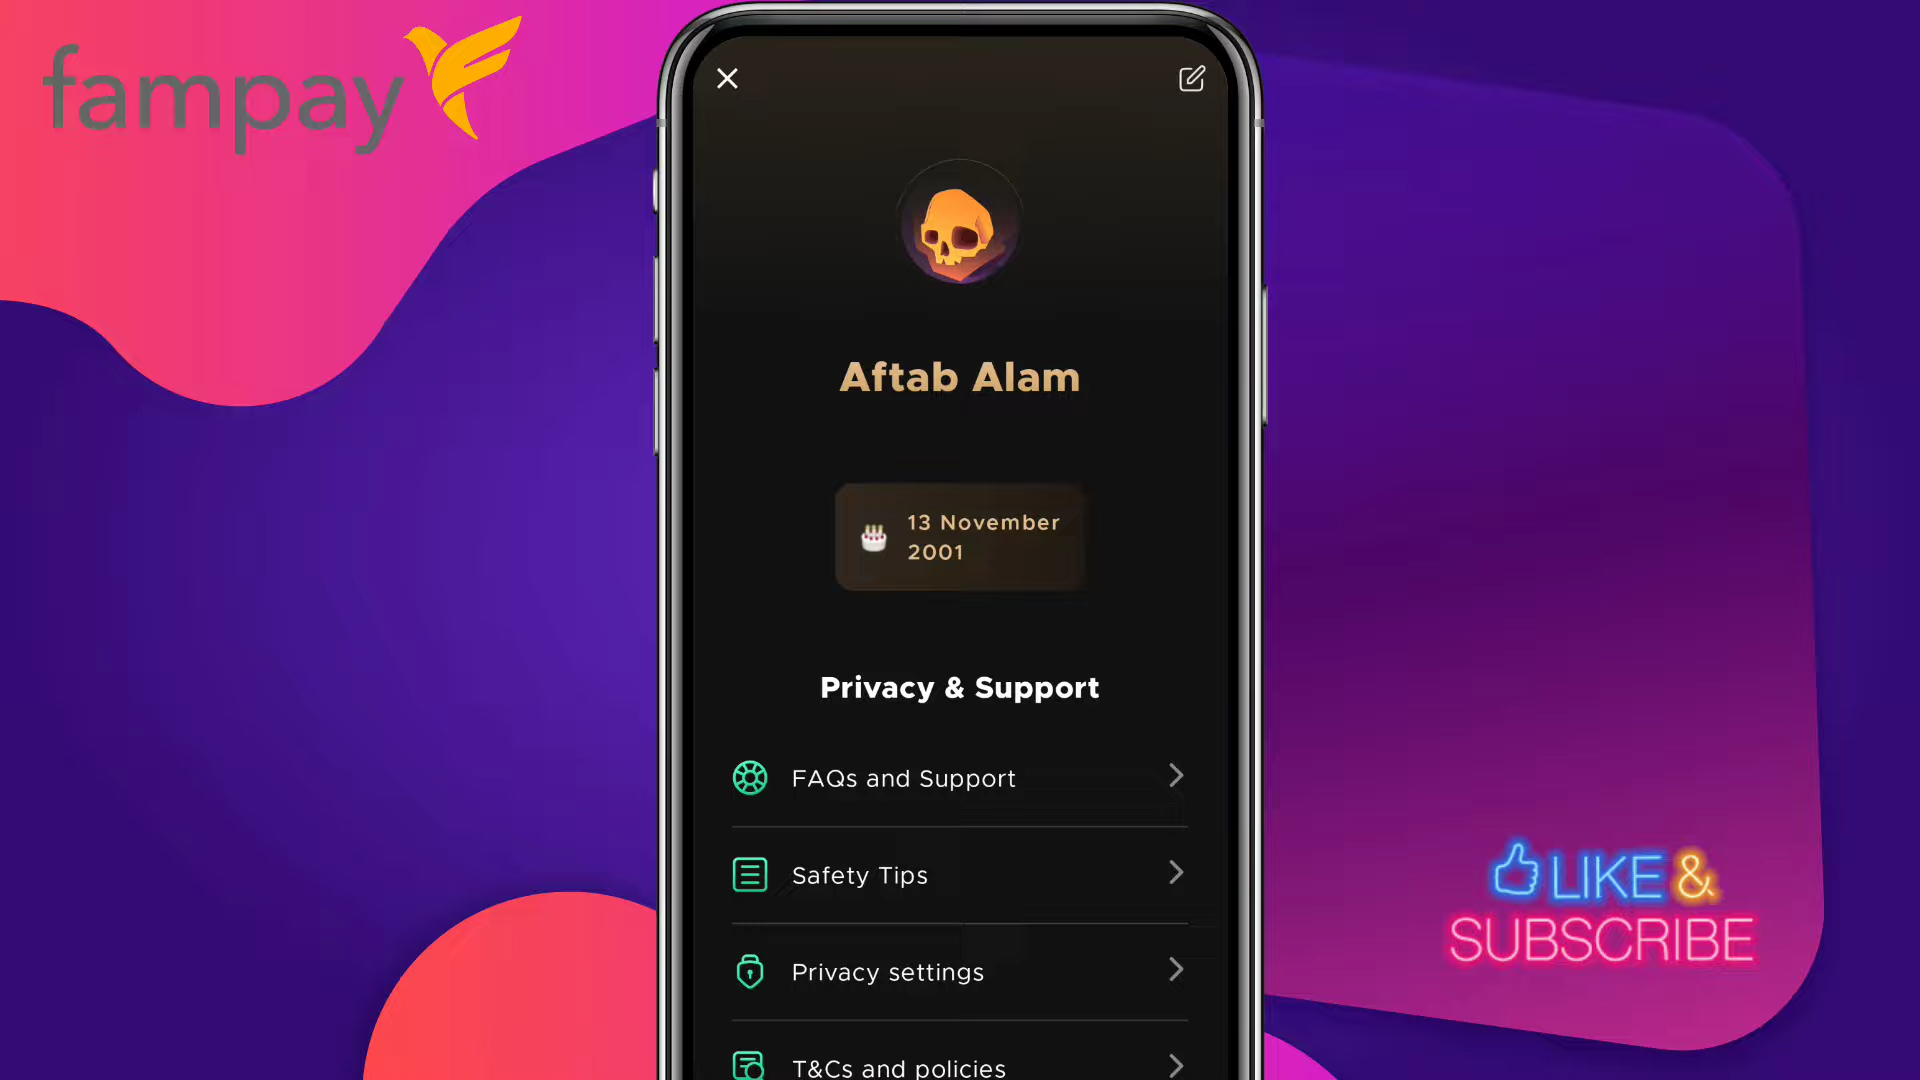 fampay
Aftab Alam
13 November
2001
Privacy & Support
FAQs and Support
Safety Tips
Privacy settings
T&Cs and policies
LIKE &
SUBSCRIBE